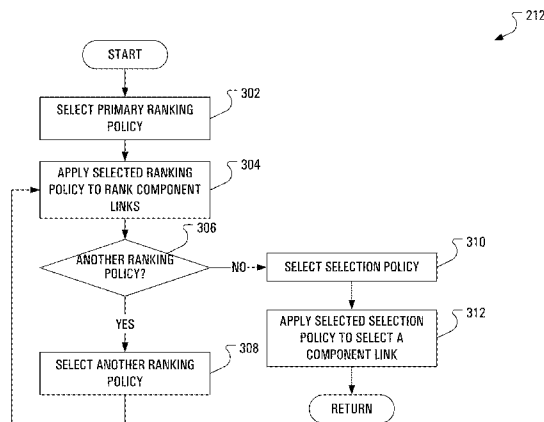 212
START
302
SELECT PRIMARY RANKING
POLICY
304
APPLY SELECTED RANKING
POLICY TO RANK COMPONENT
LINKS
306
ANOTHER RANKING
POLICY?
NO
310
SELECT SELECTION POLICY
YES
312
APPLY SELECTED SELECTION
POLICY TO SELECT A
COMPONENT LINK
308
SELECT ANOTHER RANKING
POLICY
RETURN